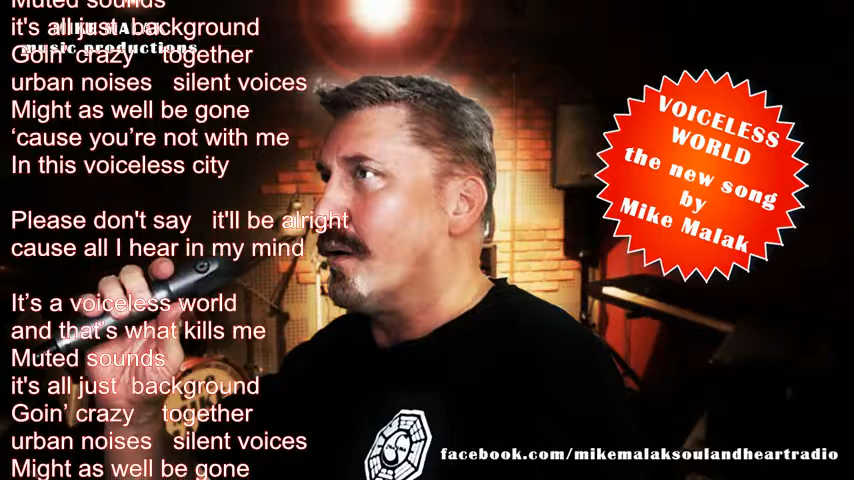 Muted sounds
it's all just  background
MIKE MALAK
music productions
Goin' crazy    together
urban noises   silent voices
Might as well be gone
‘cause you’re not with me
In this voiceless city
Please don't say   it'll be alright
cause all I hear in my mind
It’s a voiceless world
and that’s what kills me
Muted sounds
it's all just  background
Goin’ crazy    together
urban noises   silent voices
Might as well be gone
VOICELESS
WORLD
the new song
by
Mike Malak
facebook.com/mikemalaksoulandheartradio